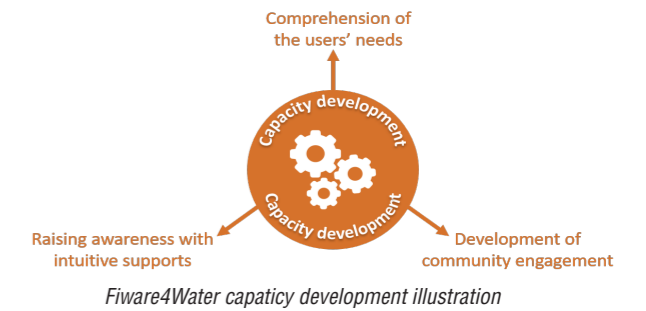 Comprehension of
the users' needs
Capacity development
Capacity development
Raising awareness with
intuitive supports
Development of
community engagement
Fiware4Water capaticy development illustration